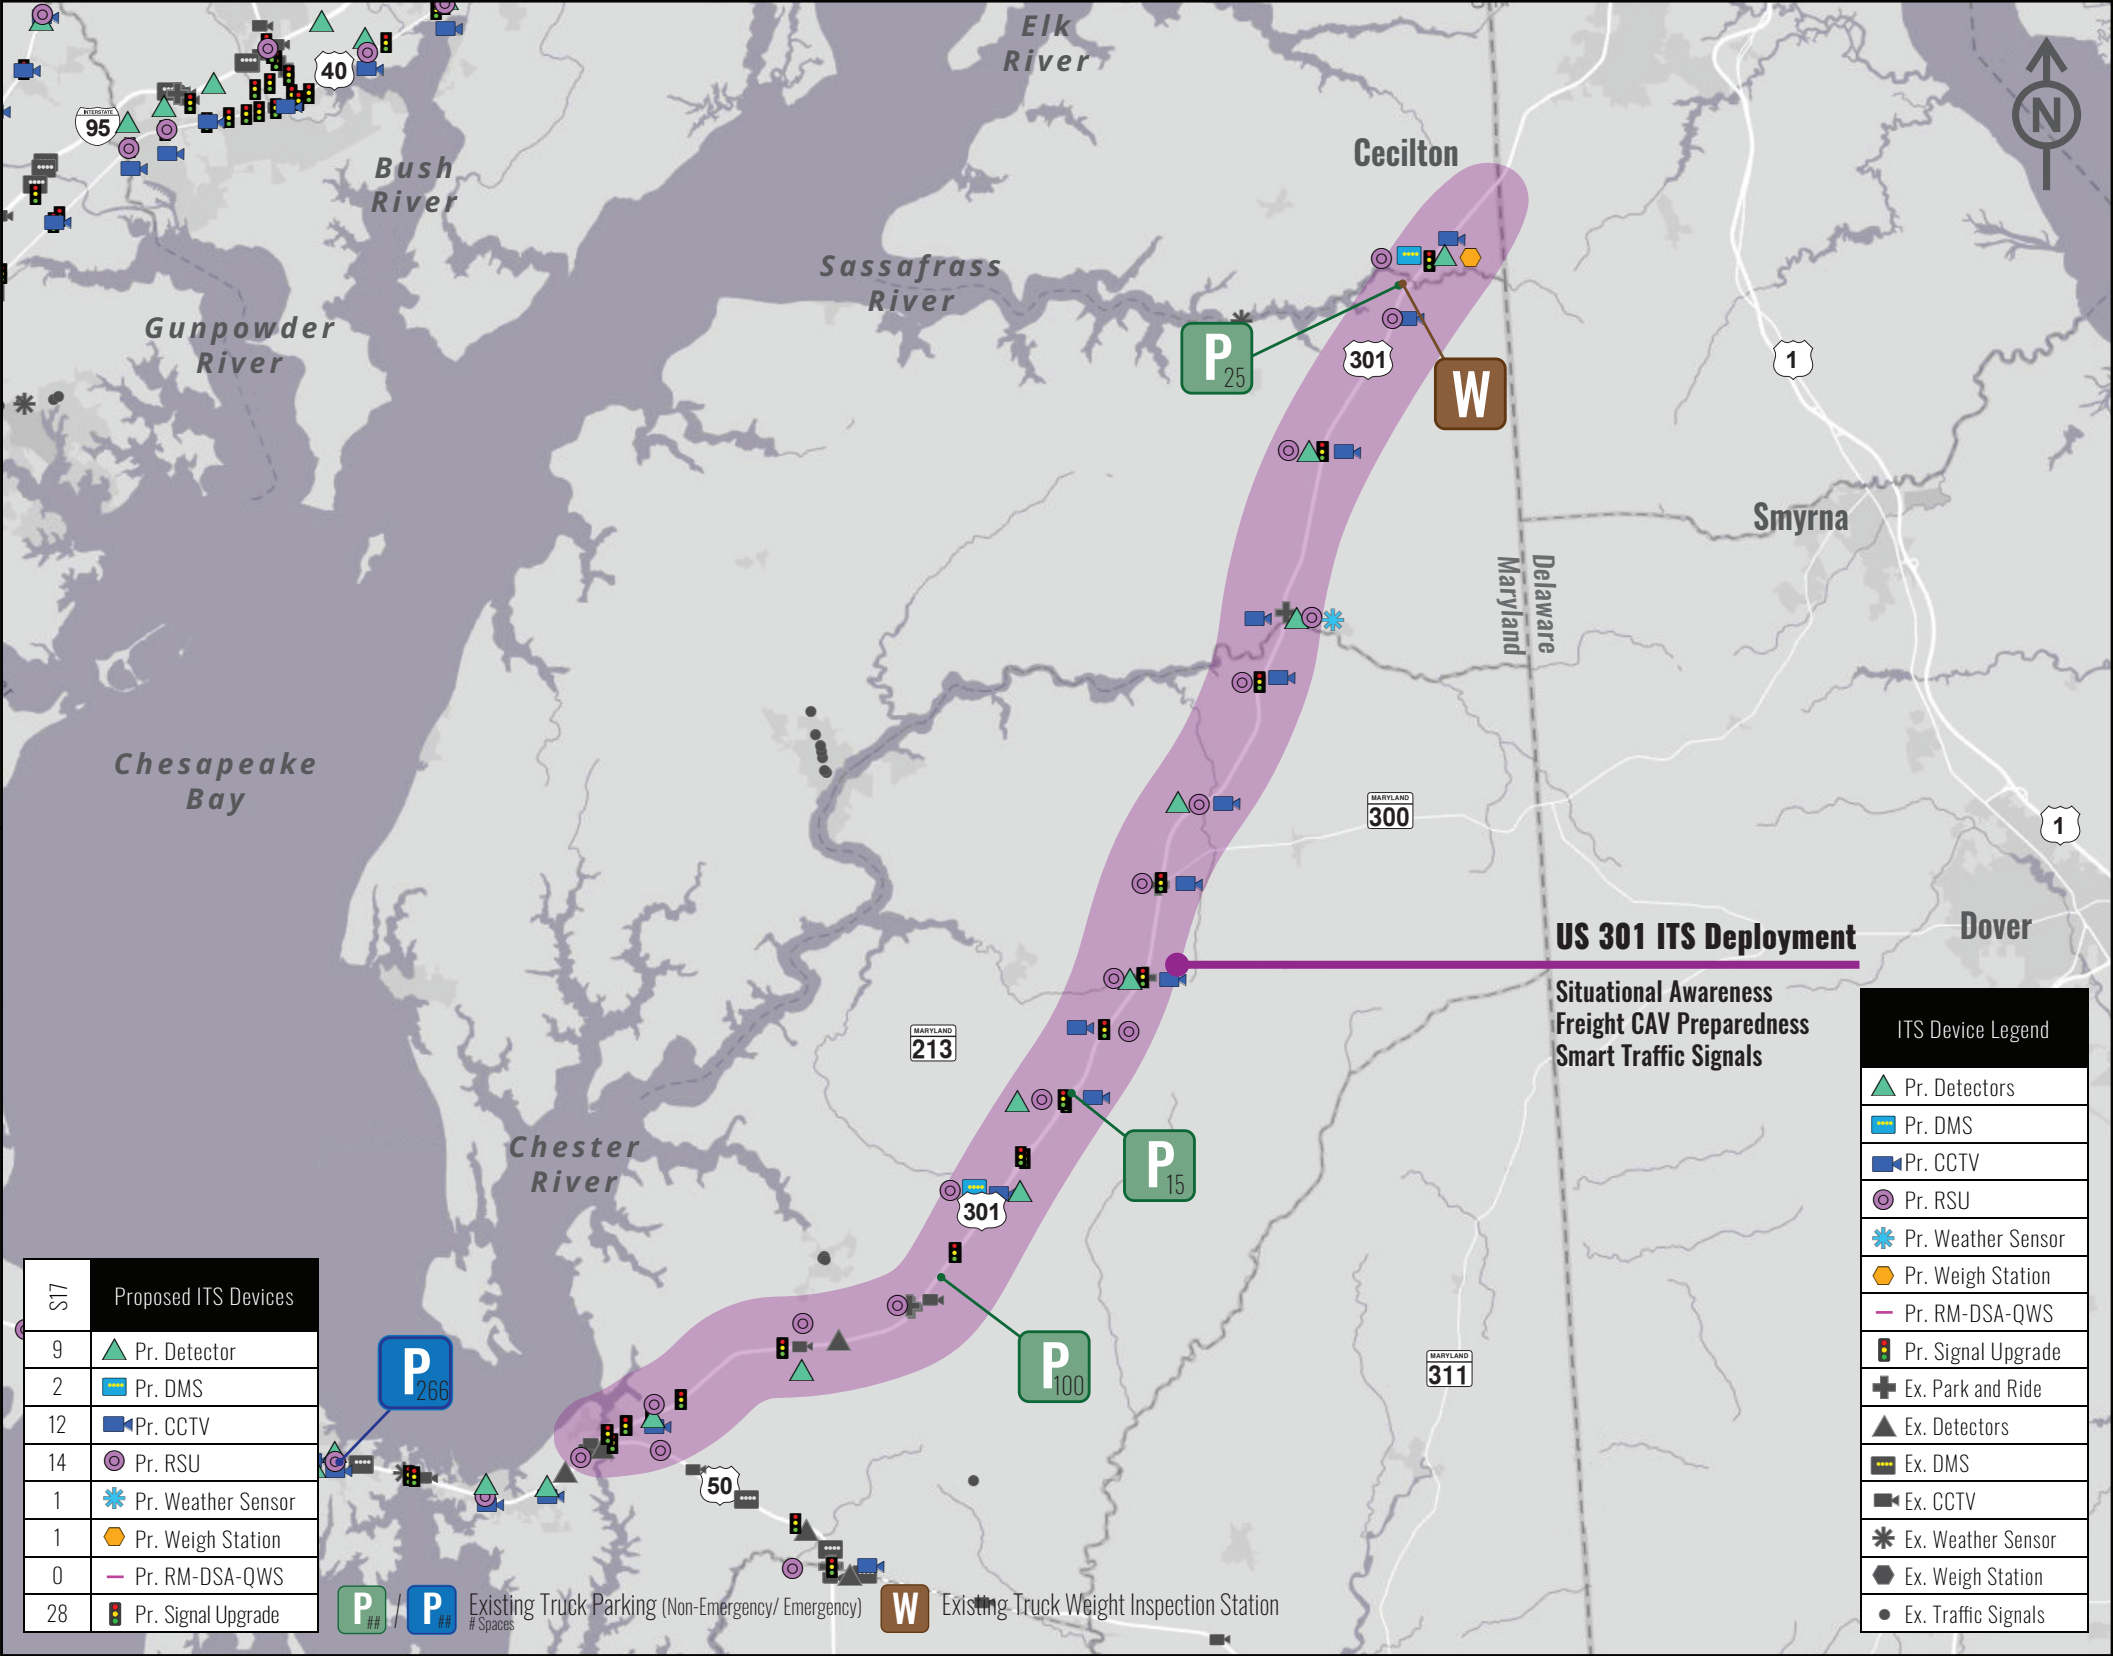 Elk
River
N
40
INTERSTATE
95
Cecilton
Bush
River
Sassafrass
River
Gunpowder
River
P
25
301
W
1
Smyrna
Maryland
Delaware
Chesapeake
Bay
MARYLAND
300
1
Dover
US 301 ITS Deployment
Situational Awareness
Freight CAV Preparedness
Smart Traffic Signals
MARYLAND
213
P
15
Chester
River
301
P
100
MARYLAND
311
P
266
50
S17
Proposed ITS Devices
9 Pr. Detector
2 Pr. DMS
12 Pr. CCTV
14 Pr. RSU
1 Pr. Weather Sensor
1 Pr. Weigh Station
0 Pr. RM-DSA-QWS
28 Pr. Signal Upgrade
P ## / P ## Existing Truck Parking (Non-Emergency/ Emergency)
# Spaces
W Existing Truck Weight Inspection Station
ITS Device Legend
Pr. Detectors
Pr. DMS
Pr. CCTV
Pr. RSU
Pr. Weather Sensor
Pr. Weigh Station
Pr. RM-DSA-QWS
Pr. Signal Upgrade
Ex. Park and Ride
Ex. Detectors
Ex. DMS
Ex. CCTV
Ex. Weather Sensor
Ex. Weigh Station
Ex. Traffic Signals